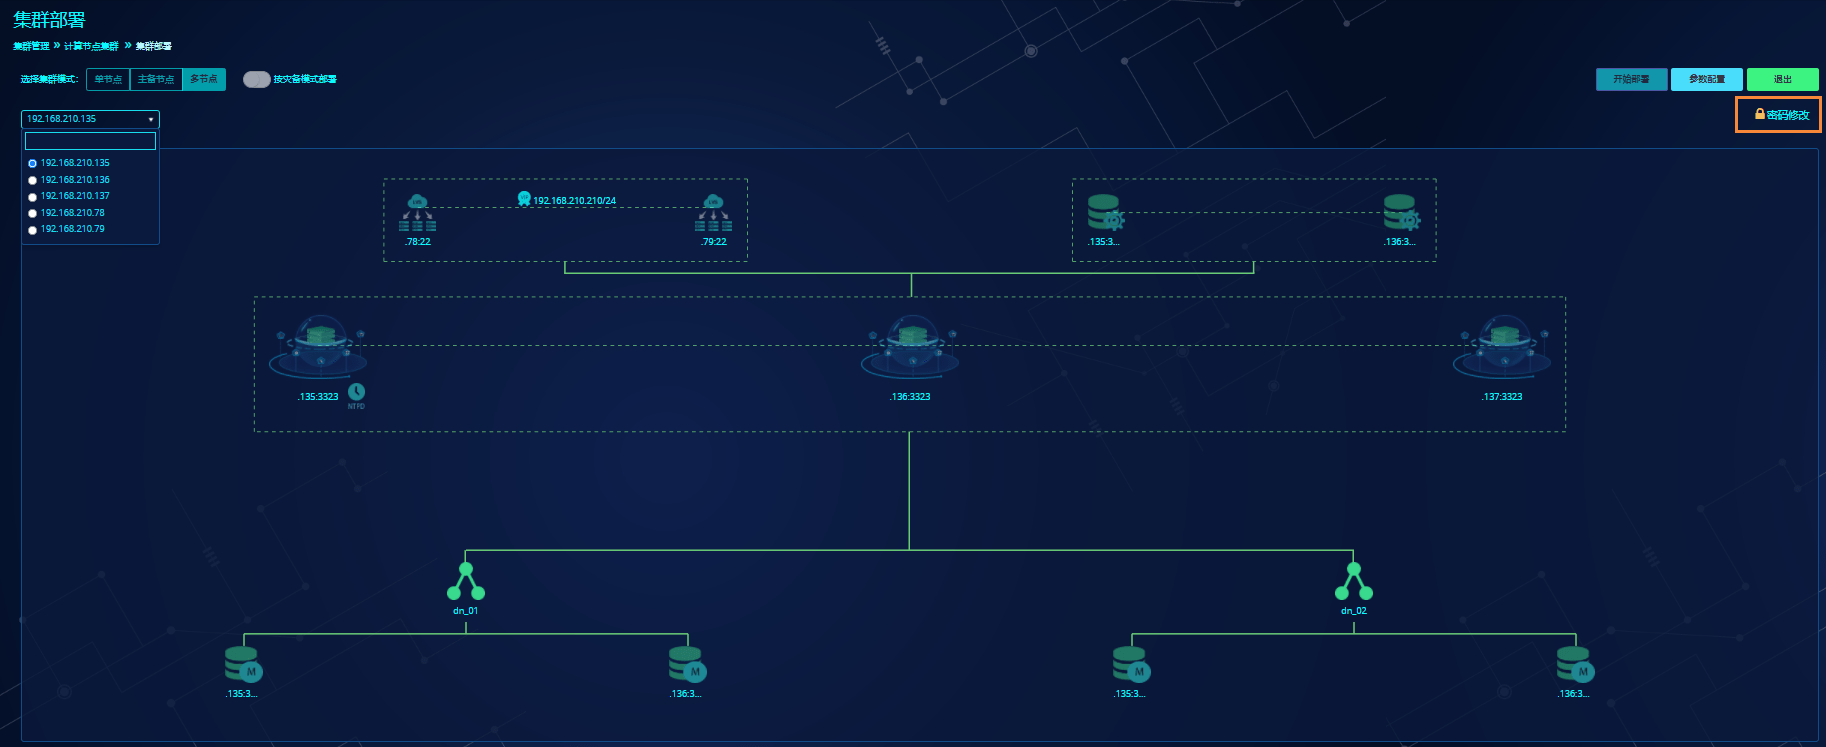 集群部署
集群管理 » 计算节点集群 » 集群部署
选择集群模式: 单节点 主备节点 多节点 按灾备模式部署 开始部署 参数配置 退出
密码修改
192.168.210.135
192.168.210.135
192.168.210.136
192.168.210.137
192.168.210.78
192.168.210.79
192.168.210.210/24
.78:22 .79:22 .135:3... .136:3...
.135:3323 NTPD .136:3323 .137:3323
dn_01 dn_02
M M M M
.135:3... .136:3... .135:3... .136:3...